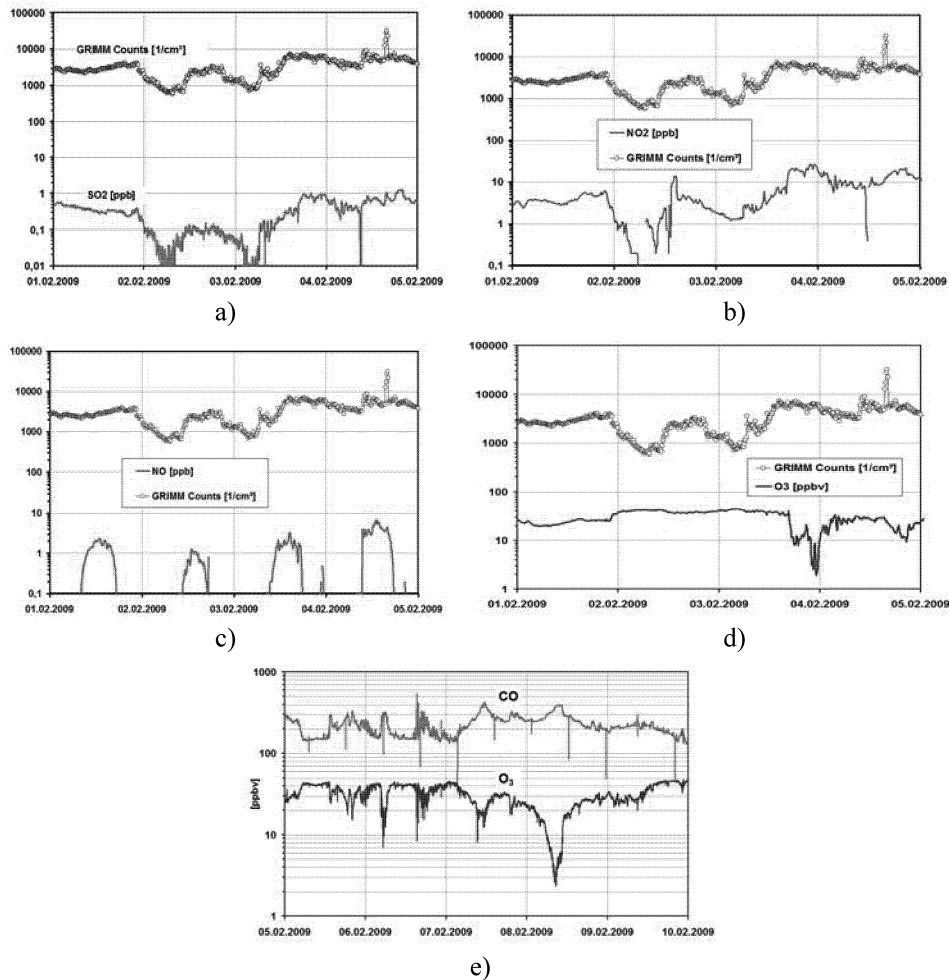 100000
10000
1000
100
10
1
0,1
0,01
GRIMM Counts [1/cm³]
SO2 [ppb]
01.02.2009 02.02.2009 03.02.2009 04.02.2009 05.02.2009
a)
100000
10000
1000
100
10
1
0,1
NO2 [ppb]
GRIMM Counts [1/cm³]
01.02.2009 02.02.2009 03.02.2009 04.02.2009 05.02.2009
b)
100000
10000
1000
100
10
1
0,1
NO [ppb]
GRIMM Counts [1/cm³]
01.02.2009 02.02.2009 03.02.2009 04.02.2009 05.02.2009
c)
100000
10000
1000
100
10
1
GRIMM Counts [1/cm³]
O3 [ppbv]
01.02.2009 02.02.2009 03.02.2009 04.02.2009 05.02.2009
d)
1000
100
10
1
[ppbv]
CO
O₃
05.02.2009 06.02.2009 07.02.2009 08.02.2009 09.02.2009 10.02.2009
e)